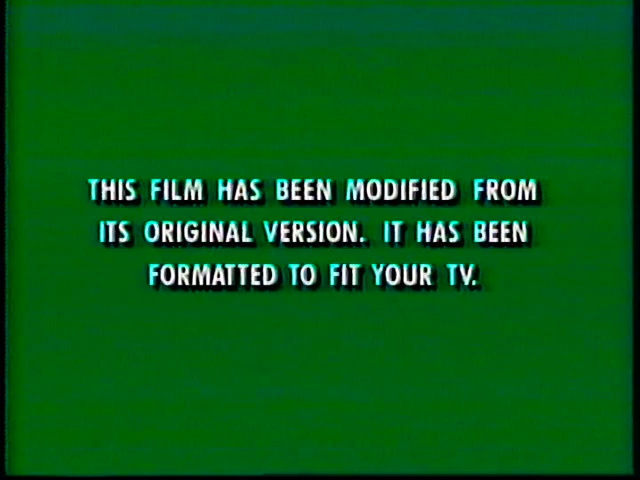 THIS FILM HAS BEEN MODIFIED FROM
ITS ORIGINAL VERSION. IT HAS BEEN
FORMATTED TO FIT YOUR TV.